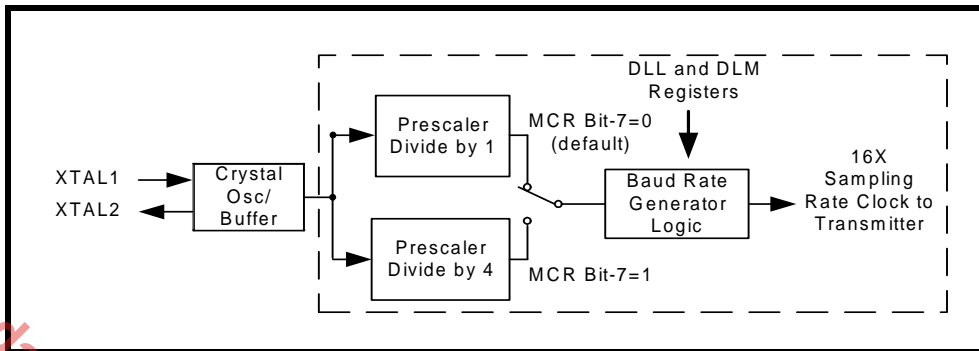 DLL and DLM
Registers
Prescaler
Divide by 1
MCR Bit-7=0
(default)
XTAL1
XTAL2
Crystal
Osc/
Buffer
Baud Rate
Generator
Logic
16X
Sampling
Rate Clock to
Transmitter
Prescaler
Divide by 4
MCR Bit-7=1